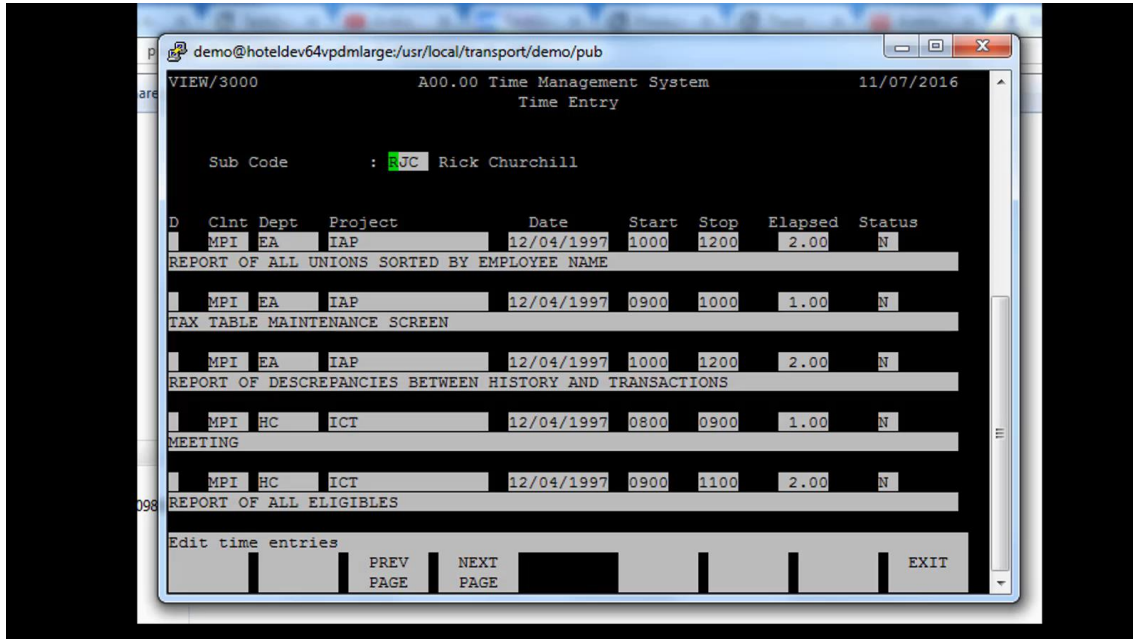 p
demo@hoteldev64vpdmlarge:/usr/local/transport/demo/pub
are
VIEW/3000 A00.00 Time Management System 11/07/2016
Time Entry
Sub Code : RJC Rick Churchill
D Clnt Dept Project Date Start Stop Elapsed Status
MPI EA IAP 12/04/1997 1000 1200 2.00 N
REPORT OF ALL UNIONS SORTED BY EMPLOYEE NAME
MPI EA IAP 12/04/1997 0900 1000 1.00 N
TAX TABLE MAINTENANCE SCREEN
MPI EA IAP 12/04/1997 1000 1200 2.00 N
REPORT OF DESCREPANCIES BETWEEN HISTORY AND TRANSACTIONS
MPI HC ICT 12/04/1997 0800 0900 1.00 N
MEETING
MPI HC ICT 12/04/1997 0900 1100 2.00 N
098
REPORT OF ALL ELIGIBLES
Edit time entries
PREV NEXT EXIT
PAGE PAGE